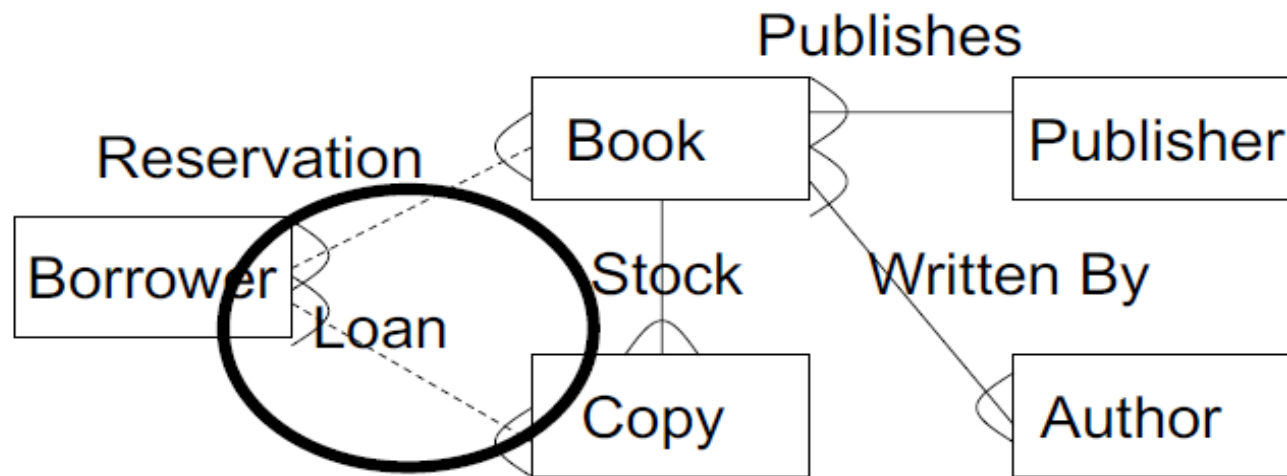 Publishes
Book
Publisher
Reservation
Borrower
Stock
Written By
Loan
Copy
Author